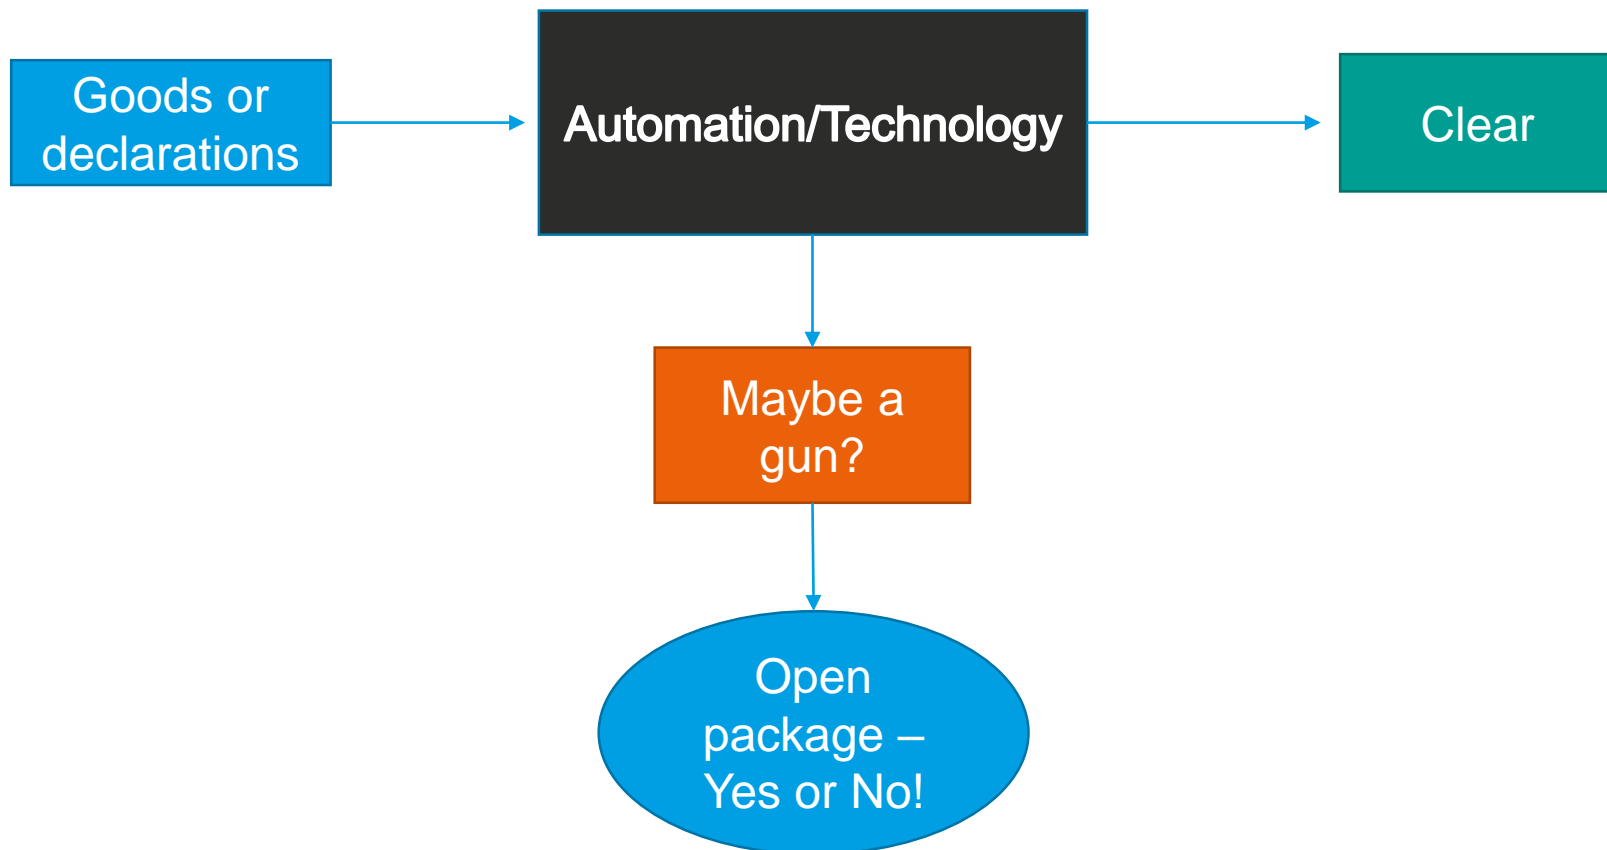 Goods or
declarations
Automation/Technology
Clear
Maybe a
gun?
Open
package –
Yes or No!